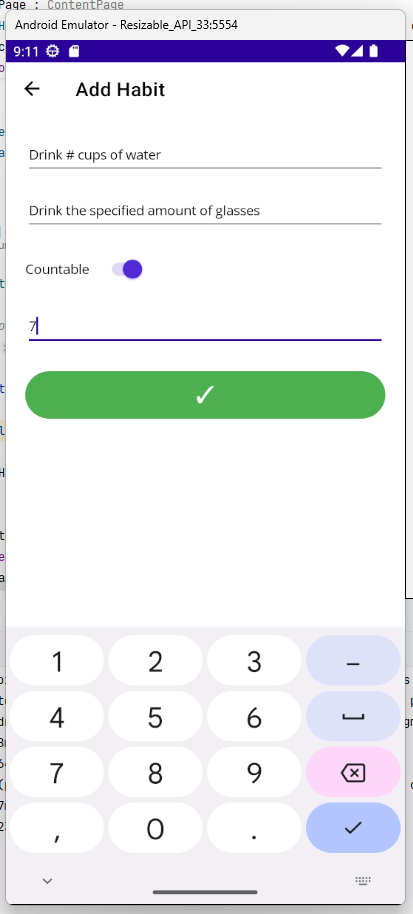 Page : ContentPage
Android Emulator - Resizable_API_33:5554
9:11
Add Habit
Drink # cups of water
Drink the specified amount of glasses
Countable
7
✓
1 2 3 –
4 5 6
7 8 9
, 0 .